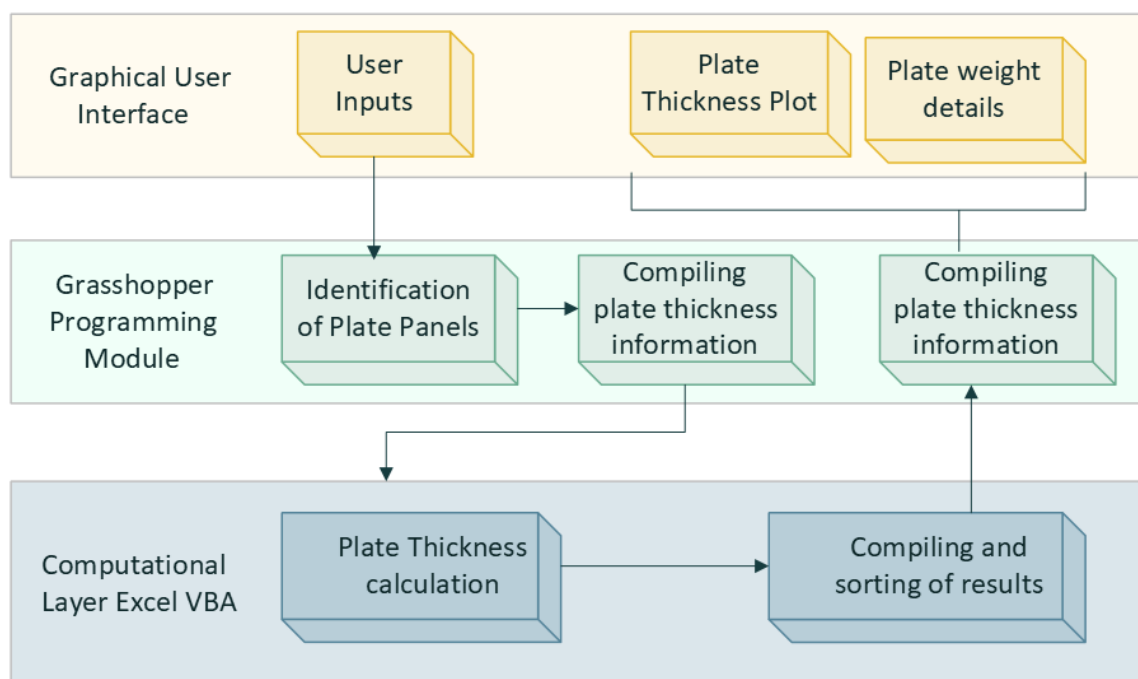 Graphical User
Interface
User
Inputs
Plate
Thickness Plot
Plate weight
details
Grasshopper
Programming
Module
Identification
of Plate Panels
Compiling
plate thickness
information
Compiling
plate thickness
information
Computational
Layer Excel VBA
Plate Thickness
calculation
Compiling and
sorting of results